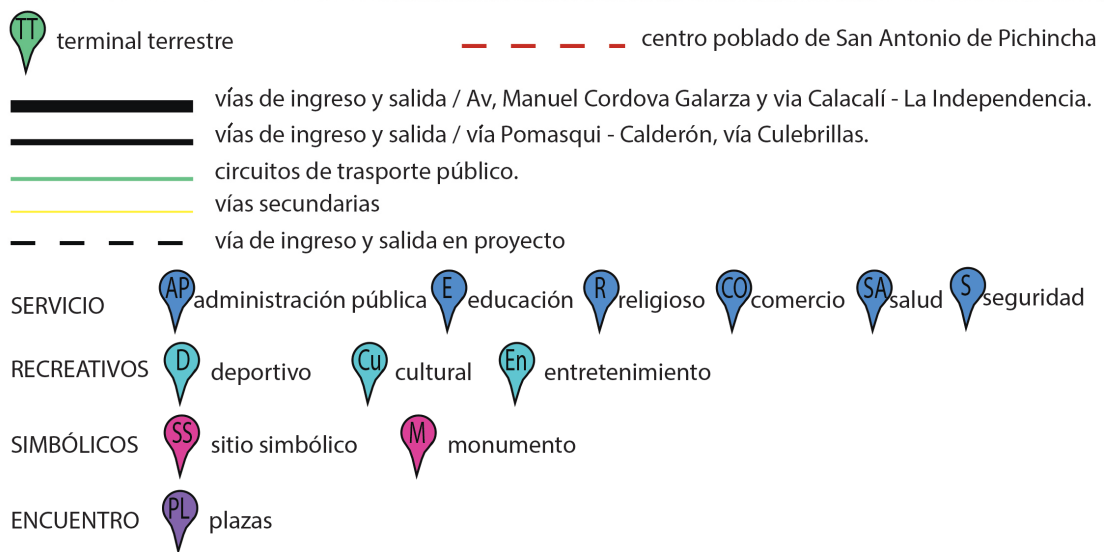 TT terminal terrestre centro poblado de San Antonio de Pichincha
vías de ingreso y salida / Av, Manuel Cordova Galarza y via Calacalí - La Independencia.
vías de ingreso y salida / vía Pomasqui - Calderón, vía Culebrillas.
circuitos de trasporte público.
vías secundarias
vía de ingreso y salida en proyecto
SERVICIO AP administración pública E educación R religioso CO comercio SA salud S seguridad
RECREATIVOS D deportivo Cu cultural En entretenimiento
SIMBÓLICOS SS sitio simbólico M monumento
ENCUENTRO PL plazas